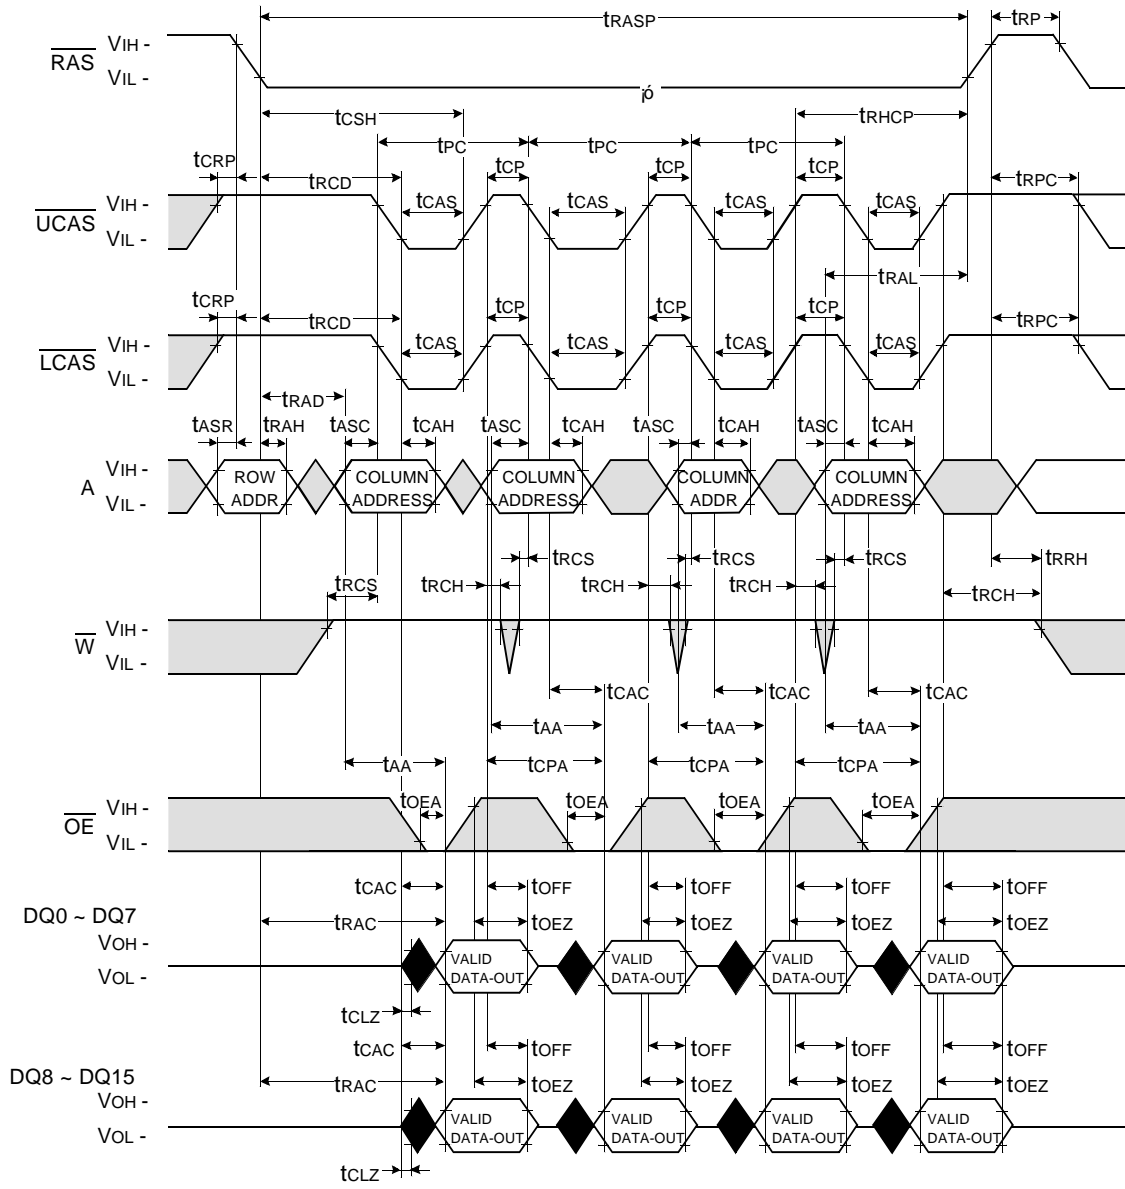 tRASP tRP
RAS VIH -
VIL -
¡ó
tCSH tRHCP
tPC tPC tPC
tCRP tRCD tCP tCP tCP tRPC
UCAS VIH -
VIL -
tCAS tCAS tCAS tCAS
tRAL
tCRP tRCD tCP tCP tCP tRPC
LCAS VIH -
VIL -
tCAS tCAS tCAS tCAS
tRAD
tASR tRAH tASC tCAH tASC tCAH tASC tCAH tASC tCAH
A VIH -
VIL -
ROW COLUMN COLUMN COLUMN COLUMN
ADDR ADDRESS ADDRESS ADDR ADDRESS
tRCS tRCS tRCS tRRH
tRCS tRCH tRCH tRCH tRCH
W VIH -
VIL -
tCAC tCAC tCAC
tAA tAA tAA
tAA tCPA tCPA tCPA
OE VIH -
VIL -
tOEA tOEA tOEA tOEA
tCAC tOFF tOFF tOFF tOFF
DQ0 ~ DQ7
tRAC tOEZ tOEZ tOEZ tOEZ
VOH -
VOL -
VALID VALID VALID VALID
DATA-OUT DATA-OUT DATA-OUT DATA-OUT
tCLZ
tCAC tOFF tOFF tOFF tOFF
DQ8 ~ DQ15
tRAC tOEZ tOEZ tOEZ tOEZ
VOH -
VOL -
VALID VALID VALID VALID
DATA-OUT DATA-OUT DATA-OUT DATA-OUT
tCLZ